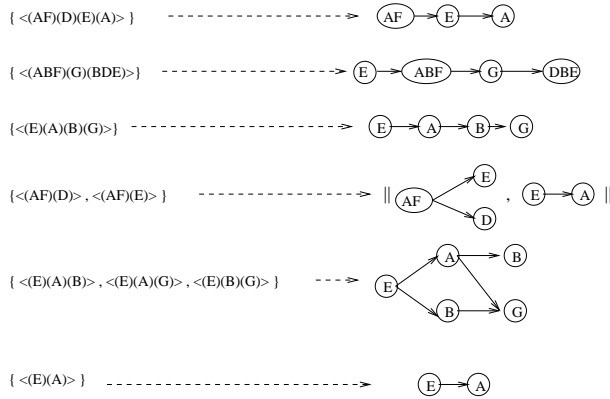 { <(AF)(D)(E)(A)> } AF E A
{ <(ABF)(G)(BDE)>} E ABF G DBE
{<(E)(A)(B)(G)>} E A B G
{<(AF)(D)> , <(AF)(E)> } || AF E D , E A ||
{ <(E)(A)(B)> , <(E)(A)(G)> , <(E)(B)(G)> } E A B B G
{ <(E)(A)> } E A